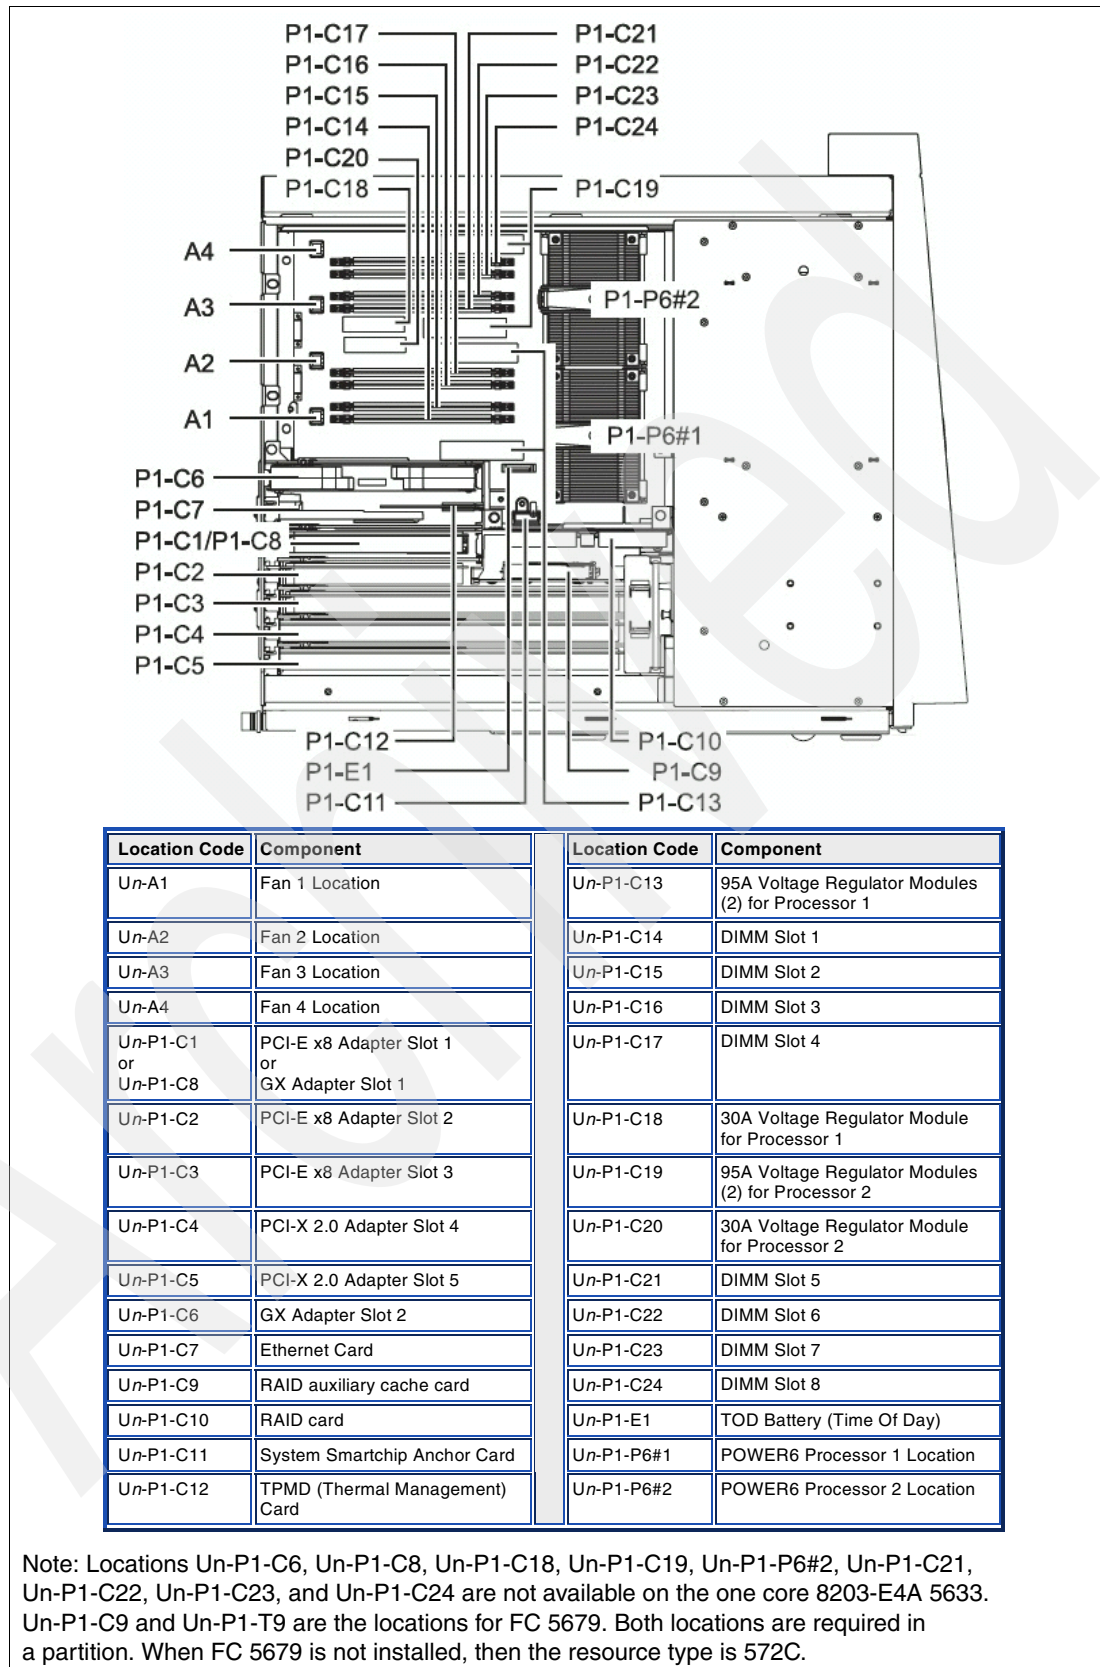 P1-C17 P1-C21
P1-C16 P1-C22
P1-C15 P1-C23
P1-C14 P1-C24
P1-C20
P1-C18 P1-C19
A4
A3 P1-P6#2
A2
A1 P1-P6#1
P1-C6
P1-C7
P1-C1/P1-C8
P1-C2
P1-C3
P1-C4
P1-C5
P1-C12 P1-C10
P1-E1 P1-C9
P1-C11 P1-C13
Location Code Component Location Code Component
Un-A1 Fan 1 Location Un-P1-C13 95A Voltage Regulator Modules
(2) for Processor 1
Un-A2 Fan 2 Location Un-P1-C14 DIMM Slot 1
Un-A3 Fan 3 Location Un-P1-C15 DIMM Slot 2
Un-A4 Fan 4 Location Un-P1-C16 DIMM Slot 3
Un-P1-C1 PCI-E x8 Adapter Slot 1 Un-P1-C17 DIMM Slot 4
or or
Un-P1-C8 GX Adapter Slot 1
Un-P1-C2 PCI-E x8 Adapter Slot 2 Un-P1-C18 30A Voltage Regulator Module
for Processor 1
Un-P1-C3 PCI-E x8 Adapter Slot 3 Un-P1-C19 95A Voltage Regulator Modules
(2) for Processor 2
Un-P1-C4 PCI-X 2.0 Adapter Slot 4 Un-P1-C20 30A Voltage Regulator Module
for Processor 2
Un-P1-C5 PCI-X 2.0 Adapter Slot 5 Un-P1-C21 DIMM Slot 5
Un-P1-C6 GX Adapter Slot 2 Un-P1-C22 DIMM Slot 6
Un-P1-C7 Ethernet Card Un-P1-C23 DIMM Slot 7
Un-P1-C9 RAID auxiliary cache card Un-P1-C24 DIMM Slot 8
Un-P1-C10 RAID card Un-P1-E1 TOD Battery (Time Of Day)
Un-P1-C11 System Smartchip Anchor Card Un-P1-P6#1 POWER6 Processor 1 Location
Un-P1-C12 TPMD (Thermal Management) Un-P1-P6#2 POWER6 Processor 2 Location
Card
Note: Locations Un-P1-C6, Un-P1-C8, Un-P1-C18, Un-P1-C19, Un-P1-P6#2, Un-P1-C21,
Un-P1-C22, Un-P1-C23, and Un-P1-C24 are not available on the one core 8203-E4A 5633.
Un-P1-C9 and Un-P1-T9 are the locations for FC 5679. Both locations are required in
a partition. When FC 5679 is not installed, then the resource type is 572C.
Archived